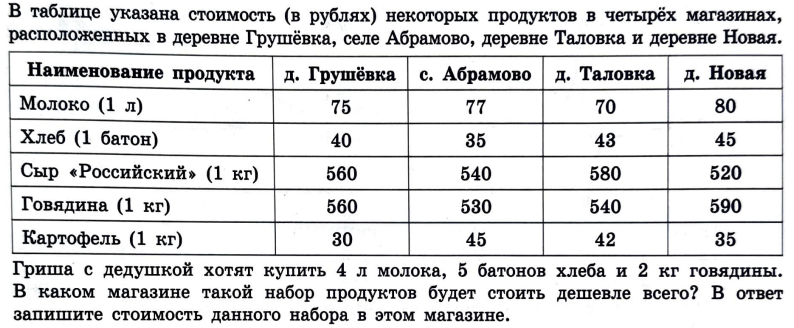 В таблице указана стоимость (в рублях) некоторых продуктов в четырёх магазинах,
расположенных в деревне Грушёвка, селе Абрамово, деревне Таловка и деревне Новая.
Наименование продукта д. Грушёвка с. Абрамово д. Таловка д. Новая
Молоко (1 л) 75 77 70 80
Хлеб (1 батон) 40 35 43 45
Сыр «Российский» (1 кг) 560 540 580 520
Говядина (1 кг) 560 530 540 590
Картофель (1 кг) 30 45 42 35
Гриша с дедушкой хотят купить 4 л молока, 5 батонов хлеба и 2 кг говядины.
В каком магазине такой набор продуктов будет стоить дешевле всего? В ответ
запишите стоимость данного набора в этом магазине.